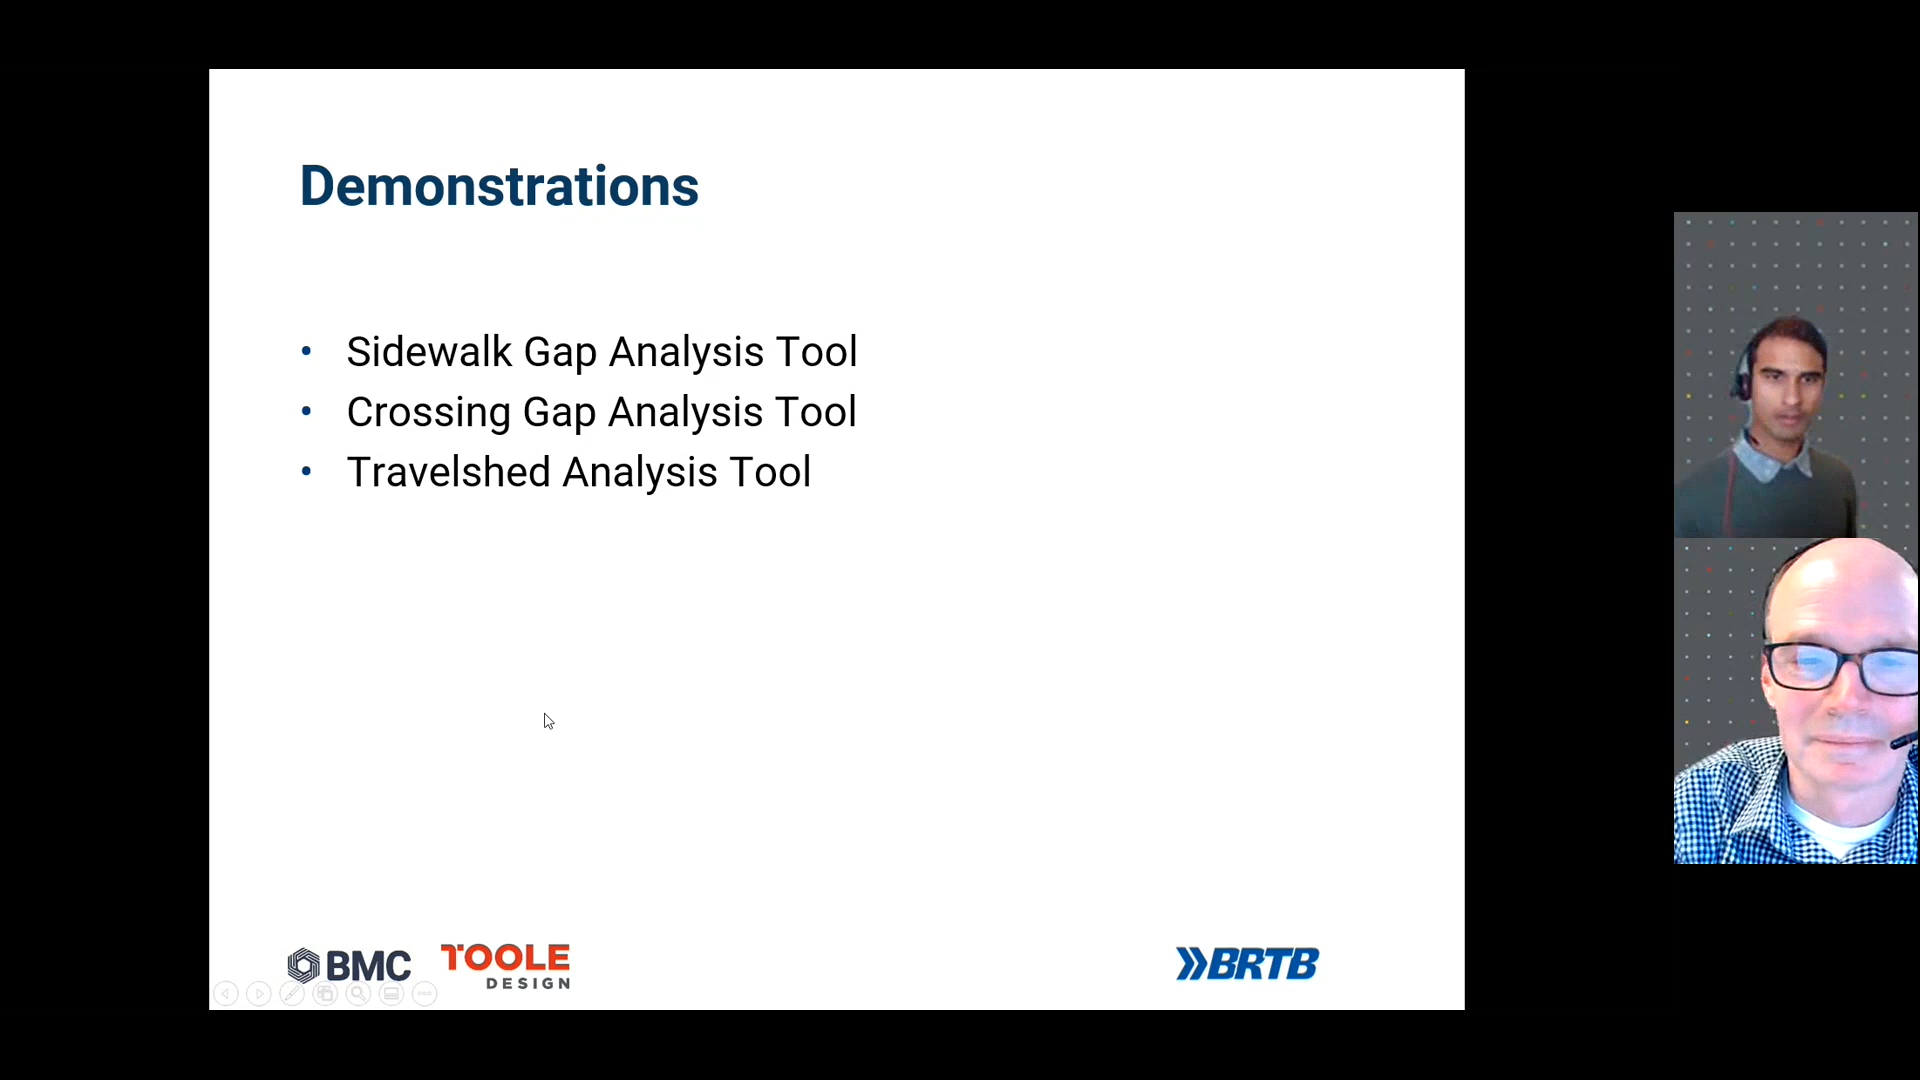 Demonstrations
• Sidewalk Gap Analysis Tool
• Crossing Gap Analysis Tool
• Travelshed Analysis Tool
BMC
TOOLE
DESIGN
BRTB